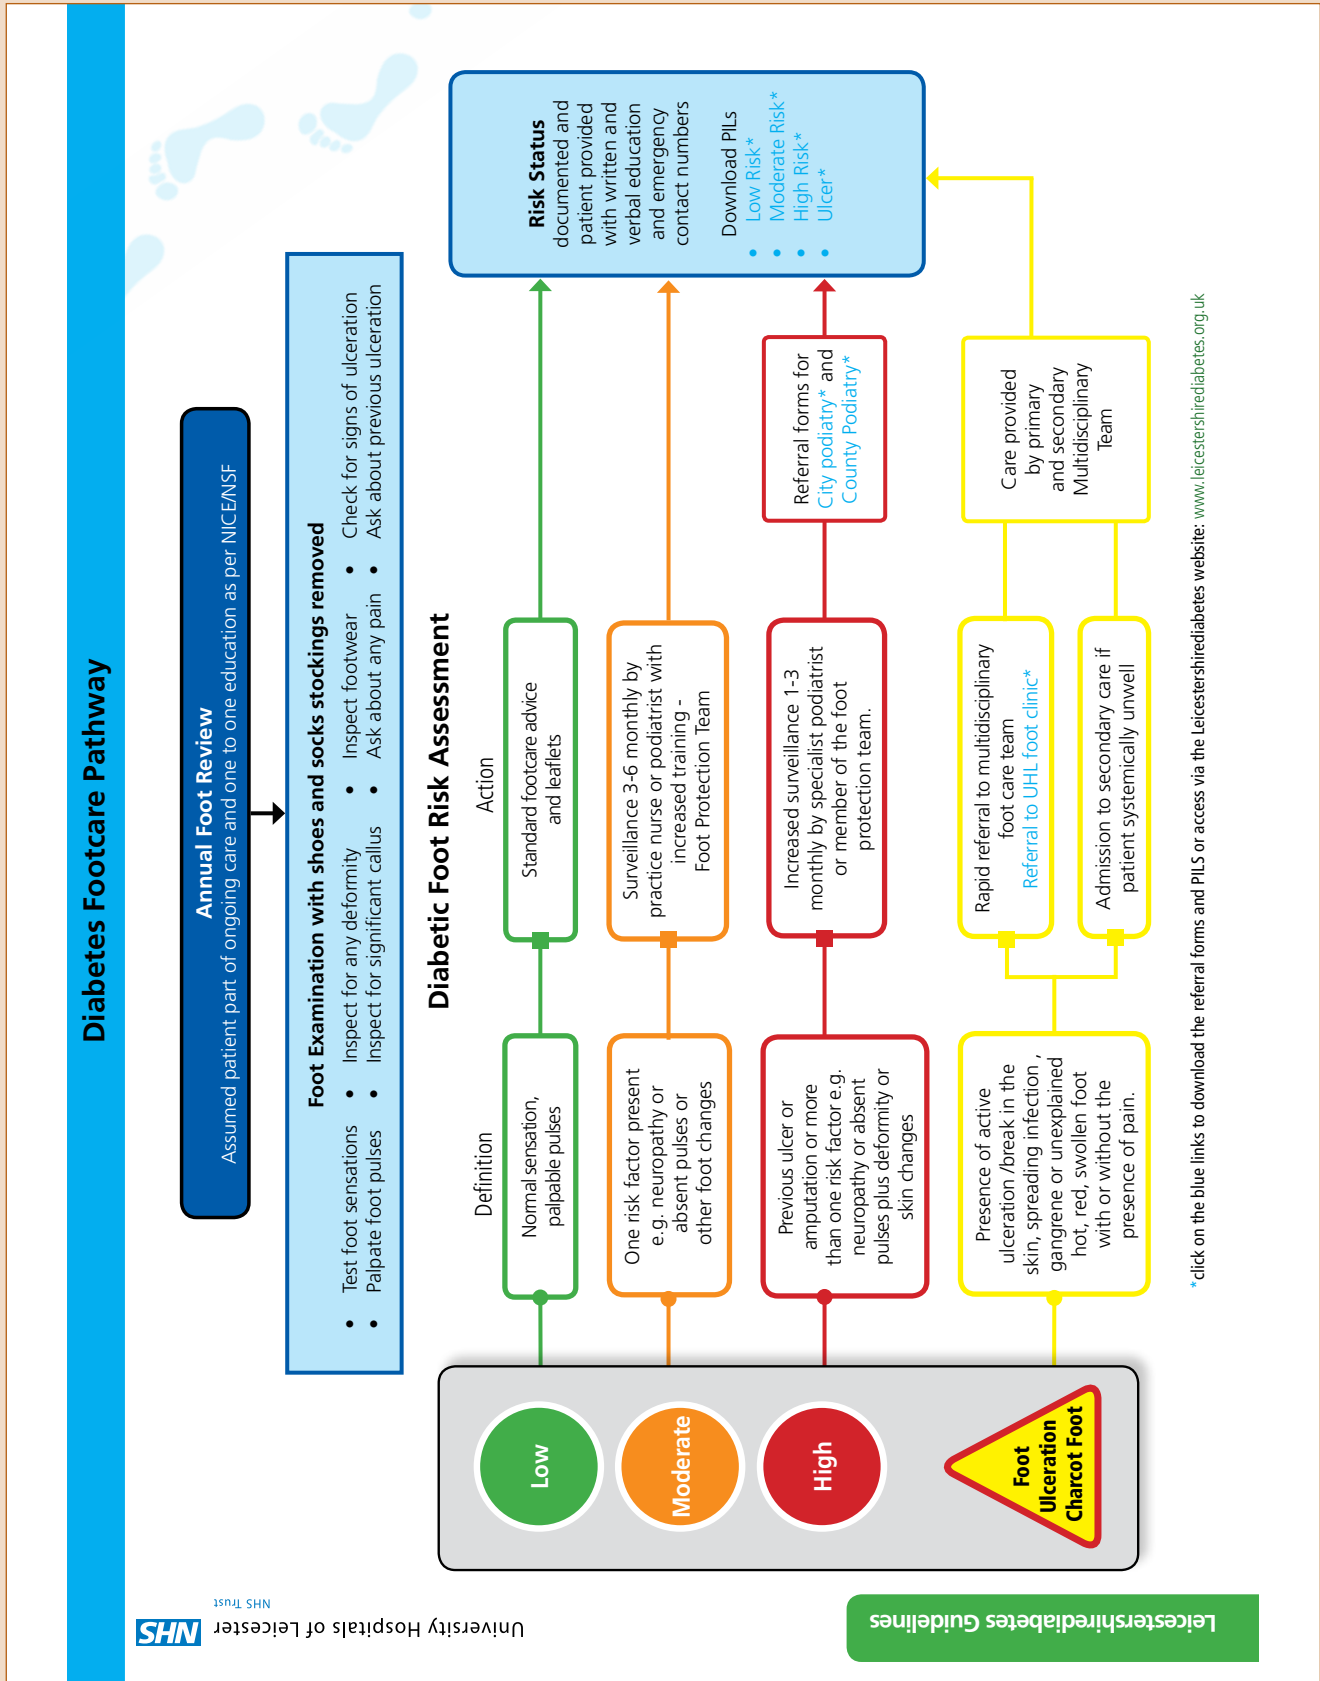 Diabetes Footcare Pathway
Annual Foot Review
Assumed patient part of ongoing care and one to one education as per NICE/NSF
Foot Examination with shoes and socks stockings removed
• Test foot sensations
• Palpate foot pulses
• Inspect for any deformity
• Inspect for significant callus
• Inspect footwear
• Ask about any pain
• Check for signs of ulceration
• Ask about previous ulceration
Diabetic Foot Risk Assessment
Definition
Action
Low
Normal sensation,
palpable pulses
Standard footcare advice
and leaflets
Moderate
One risk factor present
e.g. neuropathy or
absent pulses or
other foot changes
Surveillance 3-6 monthly by
practice nurse or podiatrist with
increased training -
Foot Protection Team
High
Previous ulcer or
amputation or more
than one risk factor e.g.
neuropathy or absent
pulses plus deformity or
skin changes
Increased surveillance 1-3
monthly by specialist podiatrist
or member of the foot
protection team.
Referral forms for
City podiatry* and
County Podiatry*
Foot
Ulceration
Charcot Foot
Presence of active
ulceration /break in the
skin, spreading infection ,
gangrene or unexplained
hot, red, swollen foot
with or without the
presence of pain.
Rapid referral to multidisciplinary
foot care team
Referral to UHL foot clinic*
Admission to secondary care if
patient systemically unwell
Care provided
by primary
and secondary
Multidisciplinary
Team
Risk Status
documented and
patient provided
with written and
verbal education
and emergency
contact numbers
Download PILs
• Low Risk*
• Moderate Risk*
• High Risk*
• Ulcer*
*click on the blue links to download the referral forms and PILS or access via the Leicestershirediabetes website: www.leicestershirediabetes.org.uk
University Hospitals of Leicester NHS
NHS Trust
Leicestershirediabetes Guidelines